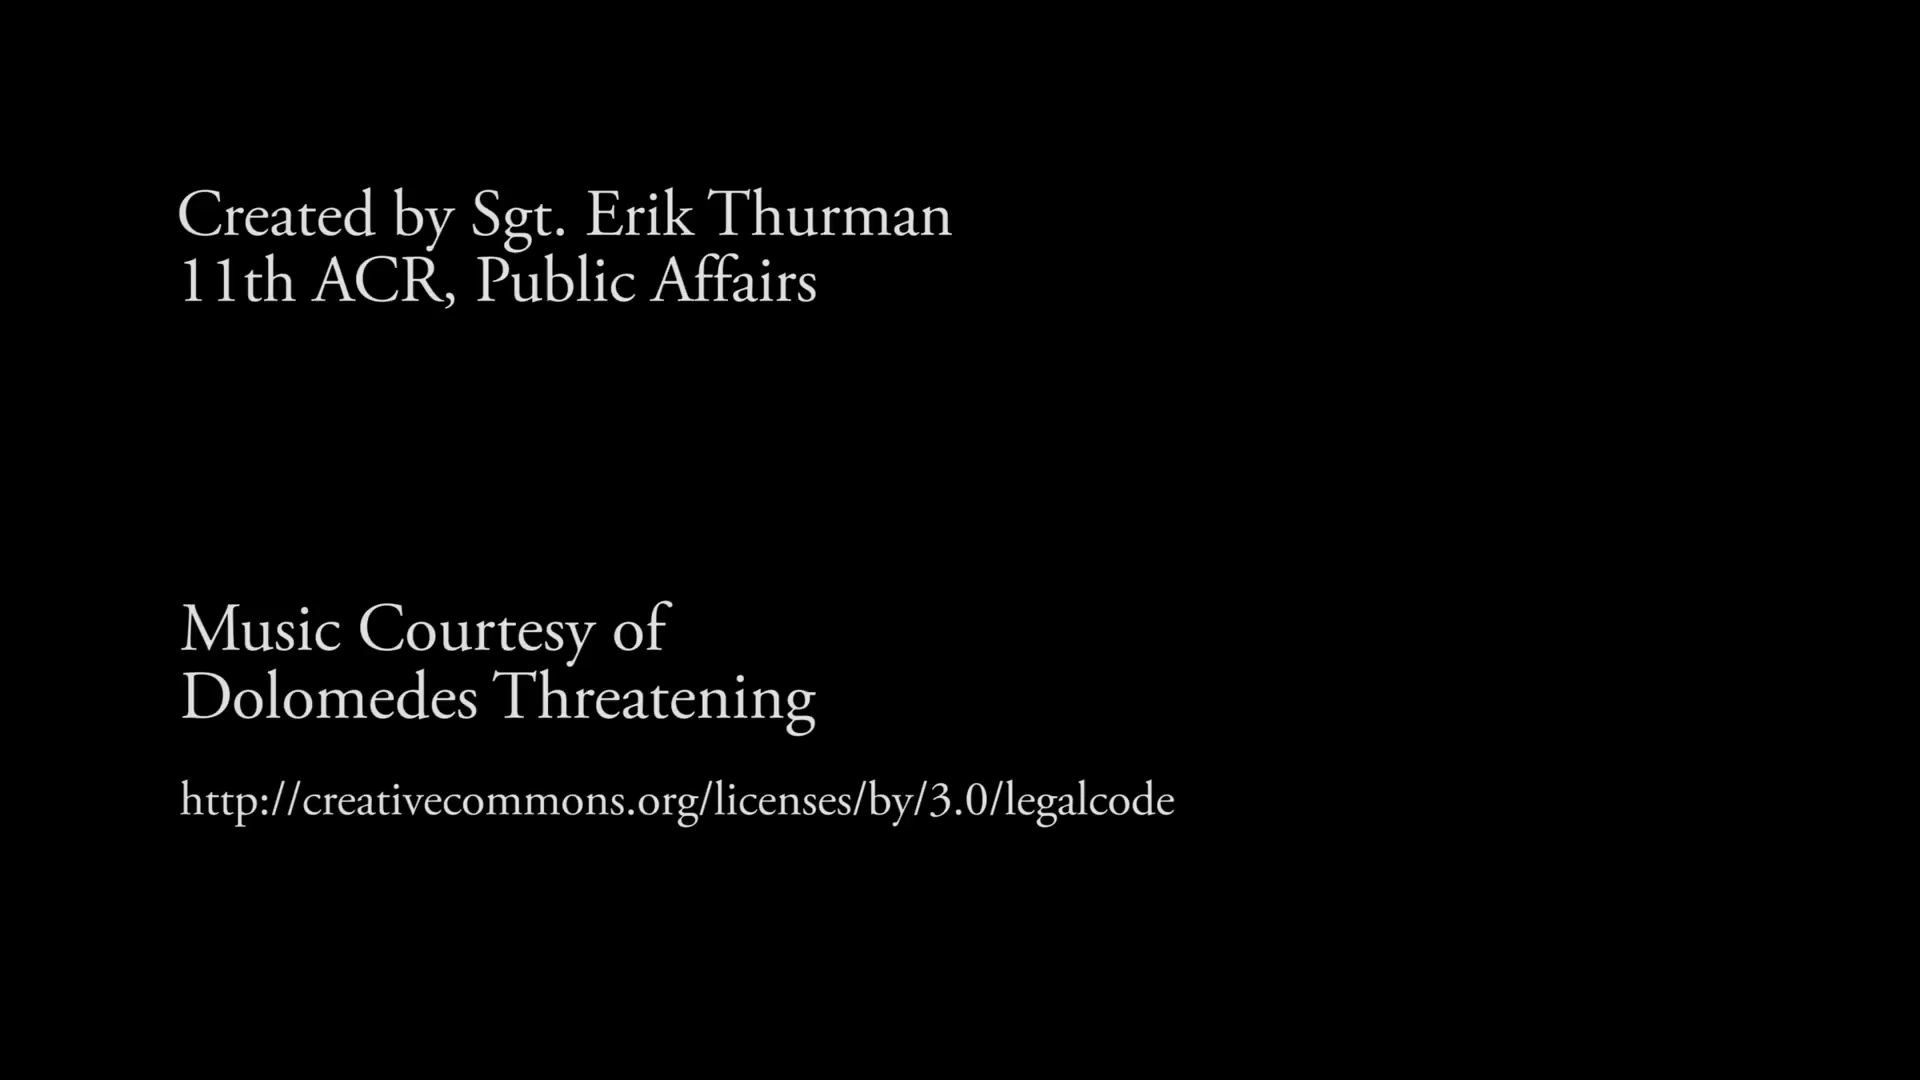 Created by Sgt. Erik Thurman
11th ACR, Public Affairs
Music Courtesy of
Dolomedes Threatening
http://creativecommons.org/licenses/by/3.0/legalcode